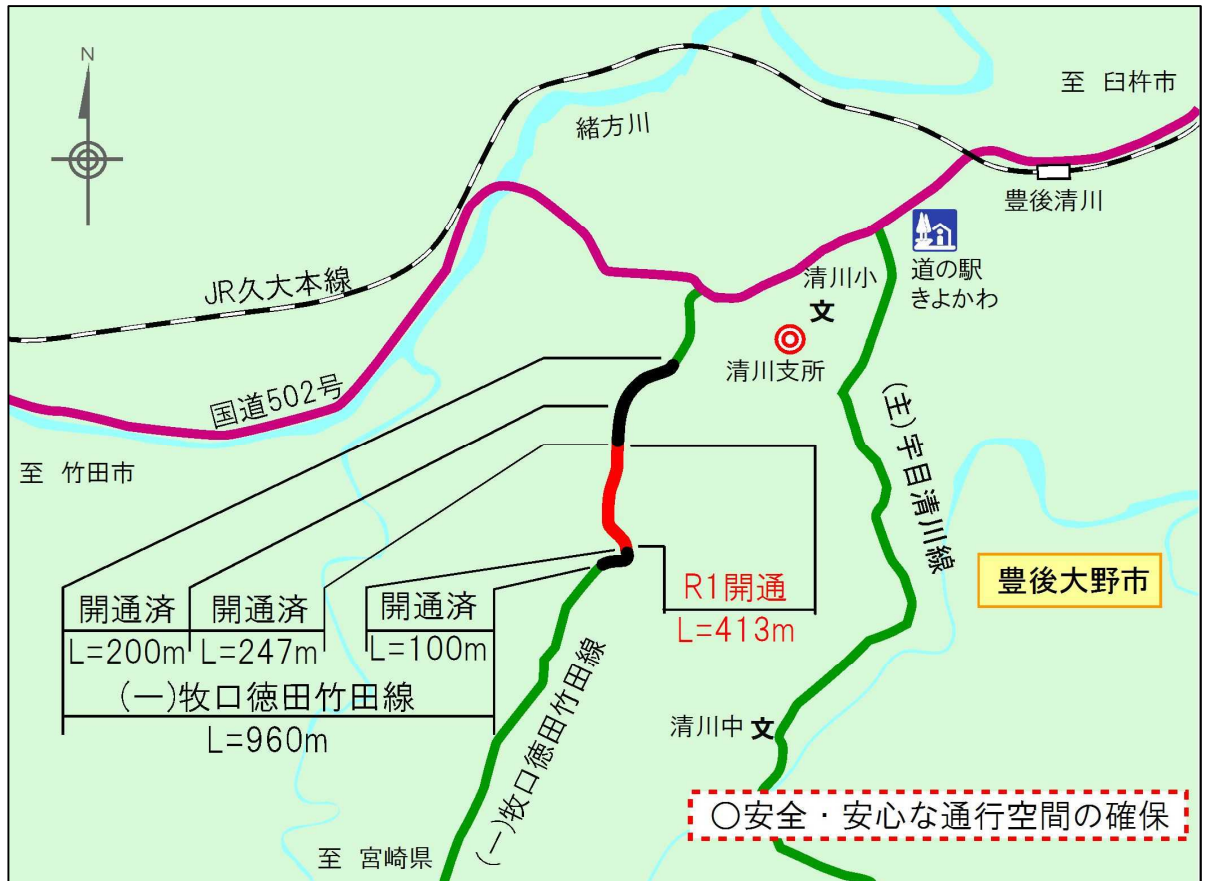 N
至 臼杵市
緒方川
豊後清川
道の駅
きよかわ
清川小
文
清川支所
JR久大本線
国道502号
至 竹田市
(主)宇目清川線
豊後大野市
開通済
L=200m
開通済
L=247m
開通済
L=100m
R1開通
L=413m
(一)牧口徳田竹田線
L=960m
(一)牧口徳田竹田線
清川中 文
○安全・安心な通行空間の確保
至 宮崎県